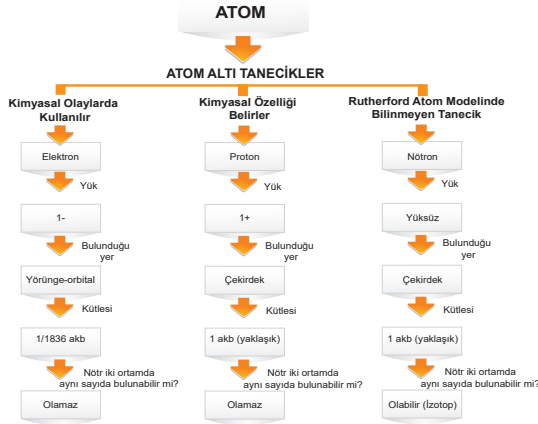 ATOM
ATOM ALTI TANECİKLER
Kimyasal Olaylarda
Kullanılır
Elektron
Yük
1-
Bulunduğu
yer
Yörünge-orbital
Kütlesi
1/1836 akb
Nötr iki ortamda
aynı sayıda bulunabilir mi?
Olamaz
Kimyasal Özelliği
Belirler
Proton
Yük
1+
Bulunduğu
yer
Çekirdek
Kütlesi
1 akb (yaklaşık)
Nötr iki ortamda
aynı sayıda bulunabilir mi?
Olamaz
Rutherford Atom Modelinde
Bilinmeyen Tanecik
Nötron
Yük
Yüksüz
Bulunduğu
yer
Çekirdek
Kütlesi
1 akb (yaklaşık)
Nötr iki ortamda
aynı sayıda bulunabilir mi?
Olabilir (İzotop)